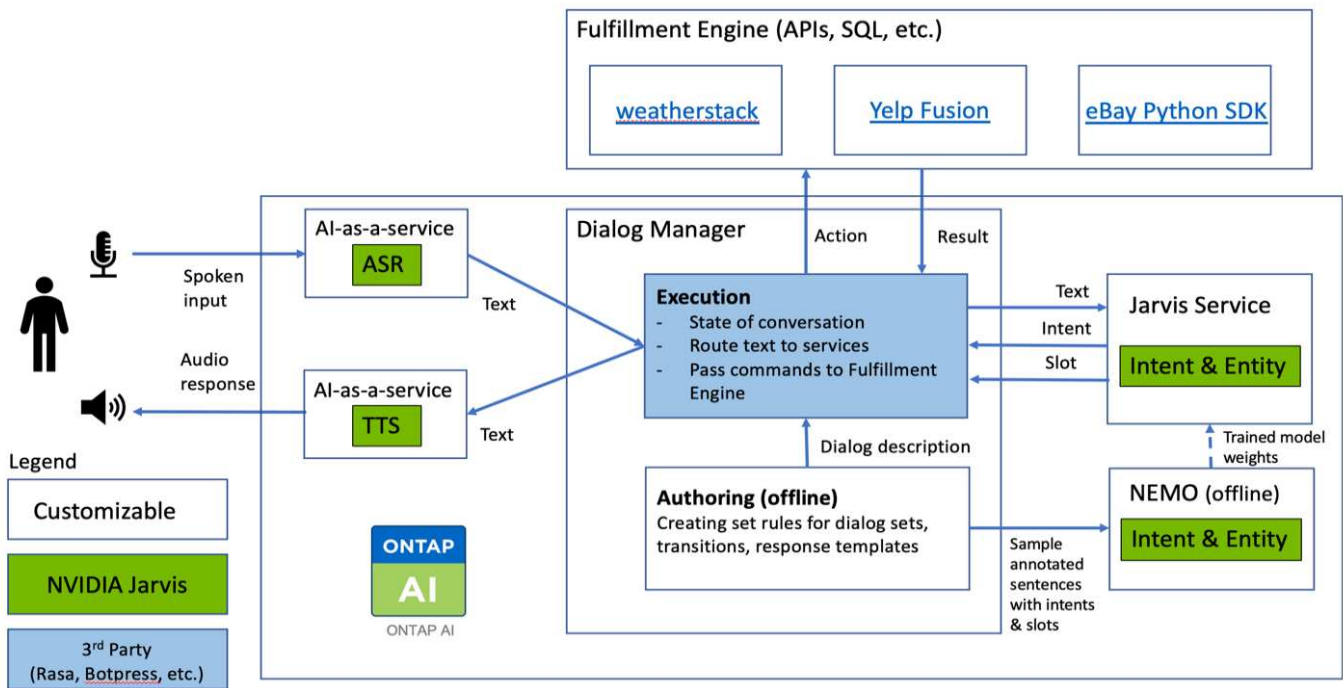 Fulfillment Engine (APIs, SQL, etc.)
weatherstack
Yelp Fusion
eBay Python SDK
AI-as-a-service
ASR
Spoken
input
Text
Dialog Manager
Action
Result
Execution
- State of conversation
- Route text to services
- Pass commands to Fulfillment
Engine
Text
Intent
Slot
Jarvis Service
Intent & Entity
Audio
response
AI-as-a-service
TTS
Text
Dialog description
Trained model
weights
Authoring (offline)
Creating set rules for dialog sets,
transitions, response templates
NEMO (offline)
Intent & Entity
Sample
annotated
sentences
with intents
& slots
Legend
Customizable
NVIDIA Jarvis
3rd Party
(Rasa, Botpress, etc.)
ONTAP
AI
ONTAP AI